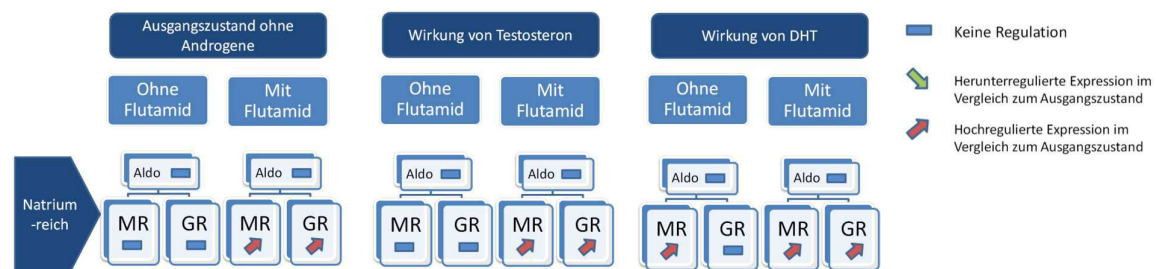 Ausgangszustand ohne
Androgene
Wirkung von Testosteron
Wirkung von DHT
Keine Regulation
Ohne
Flutamid
Mit
Flutamid
Ohne
Flutamid
Mit
Flutamid
Ohne
Flutamid
Mit
Flutamid
Herunterregulierte Expression im
Vergleich zum Ausgangszustand
Hochregulierte Expression im
Vergleich zum Ausgangszustand
Natrium
-reich
Aldo
Aldo
Aldo
Aldo
Aldo
Aldo
MR
GR
MR
GR
MR
GR
MR
GR
MR
GR
MR
GR